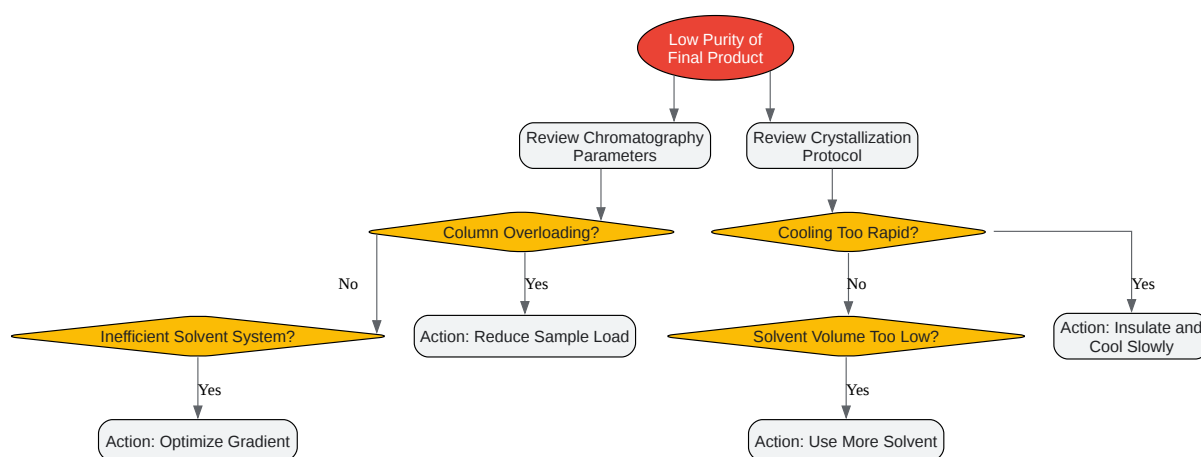 Low Purity of
Final Product
Review Chromatography
Parameters
Review Crystallization
Protocol
Column Overloading?
Cooling Too Rapid?
No
Yes
No
Yes
Inefficient Solvent System?
Action: Reduce Sample Load
Solvent Volume Too Low?
Action: Insulate and
Cool Slowly
Yes
Yes
Action: Optimize Gradient
Action: Use More Solvent